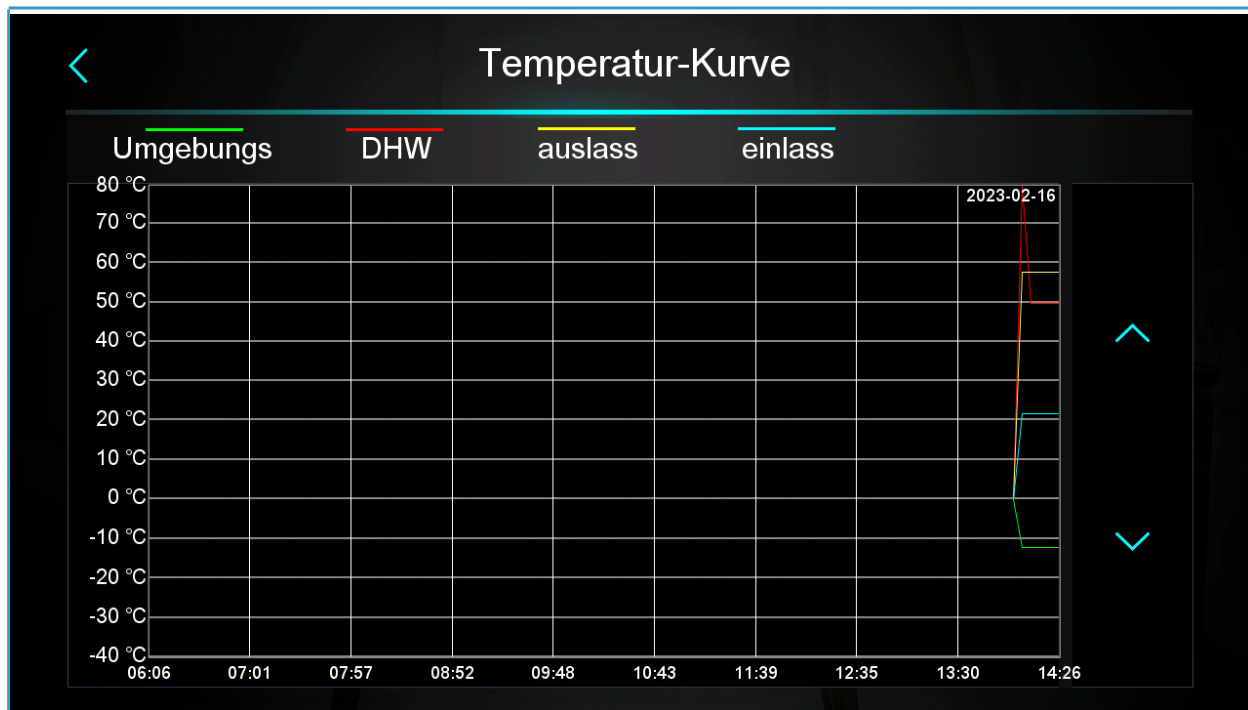 Temperatur-Kurve
Umgebungs DHW auslass einlass
80 °C
2023-02-16
70 °C
60 °C
50 °C
40 °C
30 °C
20 °C
10 °C
0 °C
-10 °C
-20 °C
-30 °C
-40 °C
06:06 07:01 07:57 08:52 09:48 10:43 11:39 12:35 13:30 14:26